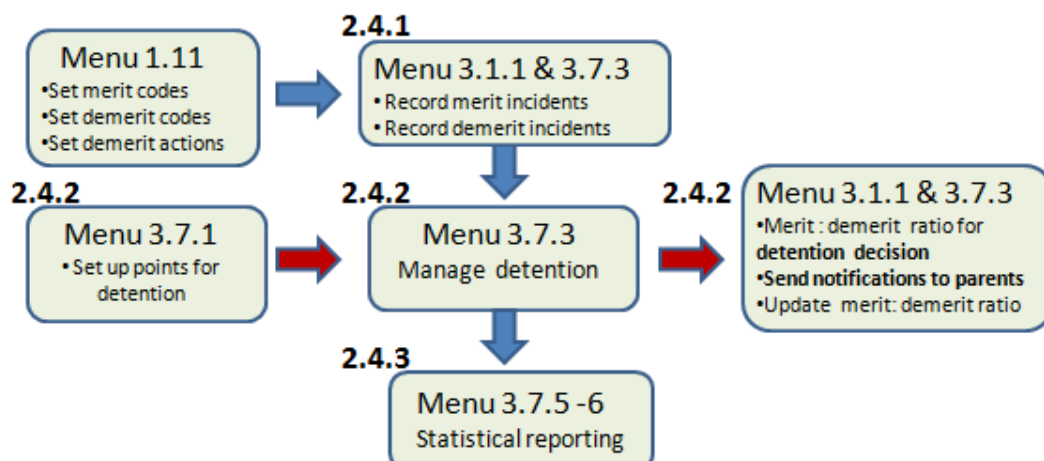 2.4.1
Menu 1.11
•Set merit codes
•Set demerit codes
•Set demerit actions
Menu 3.1.1 & 3.7.3
• Record merit incidents
• Record demerit incidents
2.4.2
Menu 3.7.1
• Set up points for
detention
2.4.2
Menu 3.7.3
Manage detention
2.4.2
Menu 3.1.1 & 3.7.3
•Merit : demerit ratio for
detention decision
•Send notifications to parents
•Update merit: demerit ratio
2.4.3
Menu 3.7.5 -6
Statistical reporting